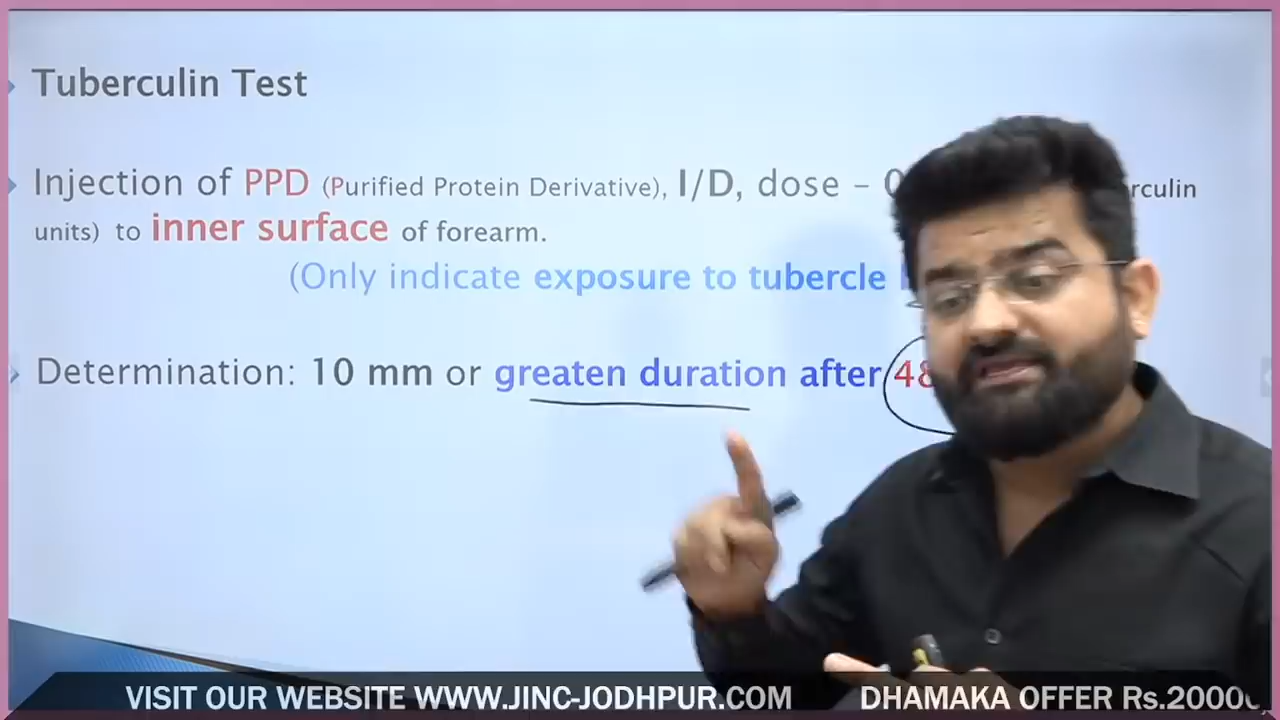 Tuberculin Test
Injection of PPD (Purified Protein Derivative), I/D, dose – 0
units) to inner surface of forearm.
(Only indicate exposure to tubercle
Determination: 10 mm or greaten duration after 48
VISIT OUR WEBSITE WWW.JINC-JODHPUR.COM DHAMAKA OFFER Rs.20000